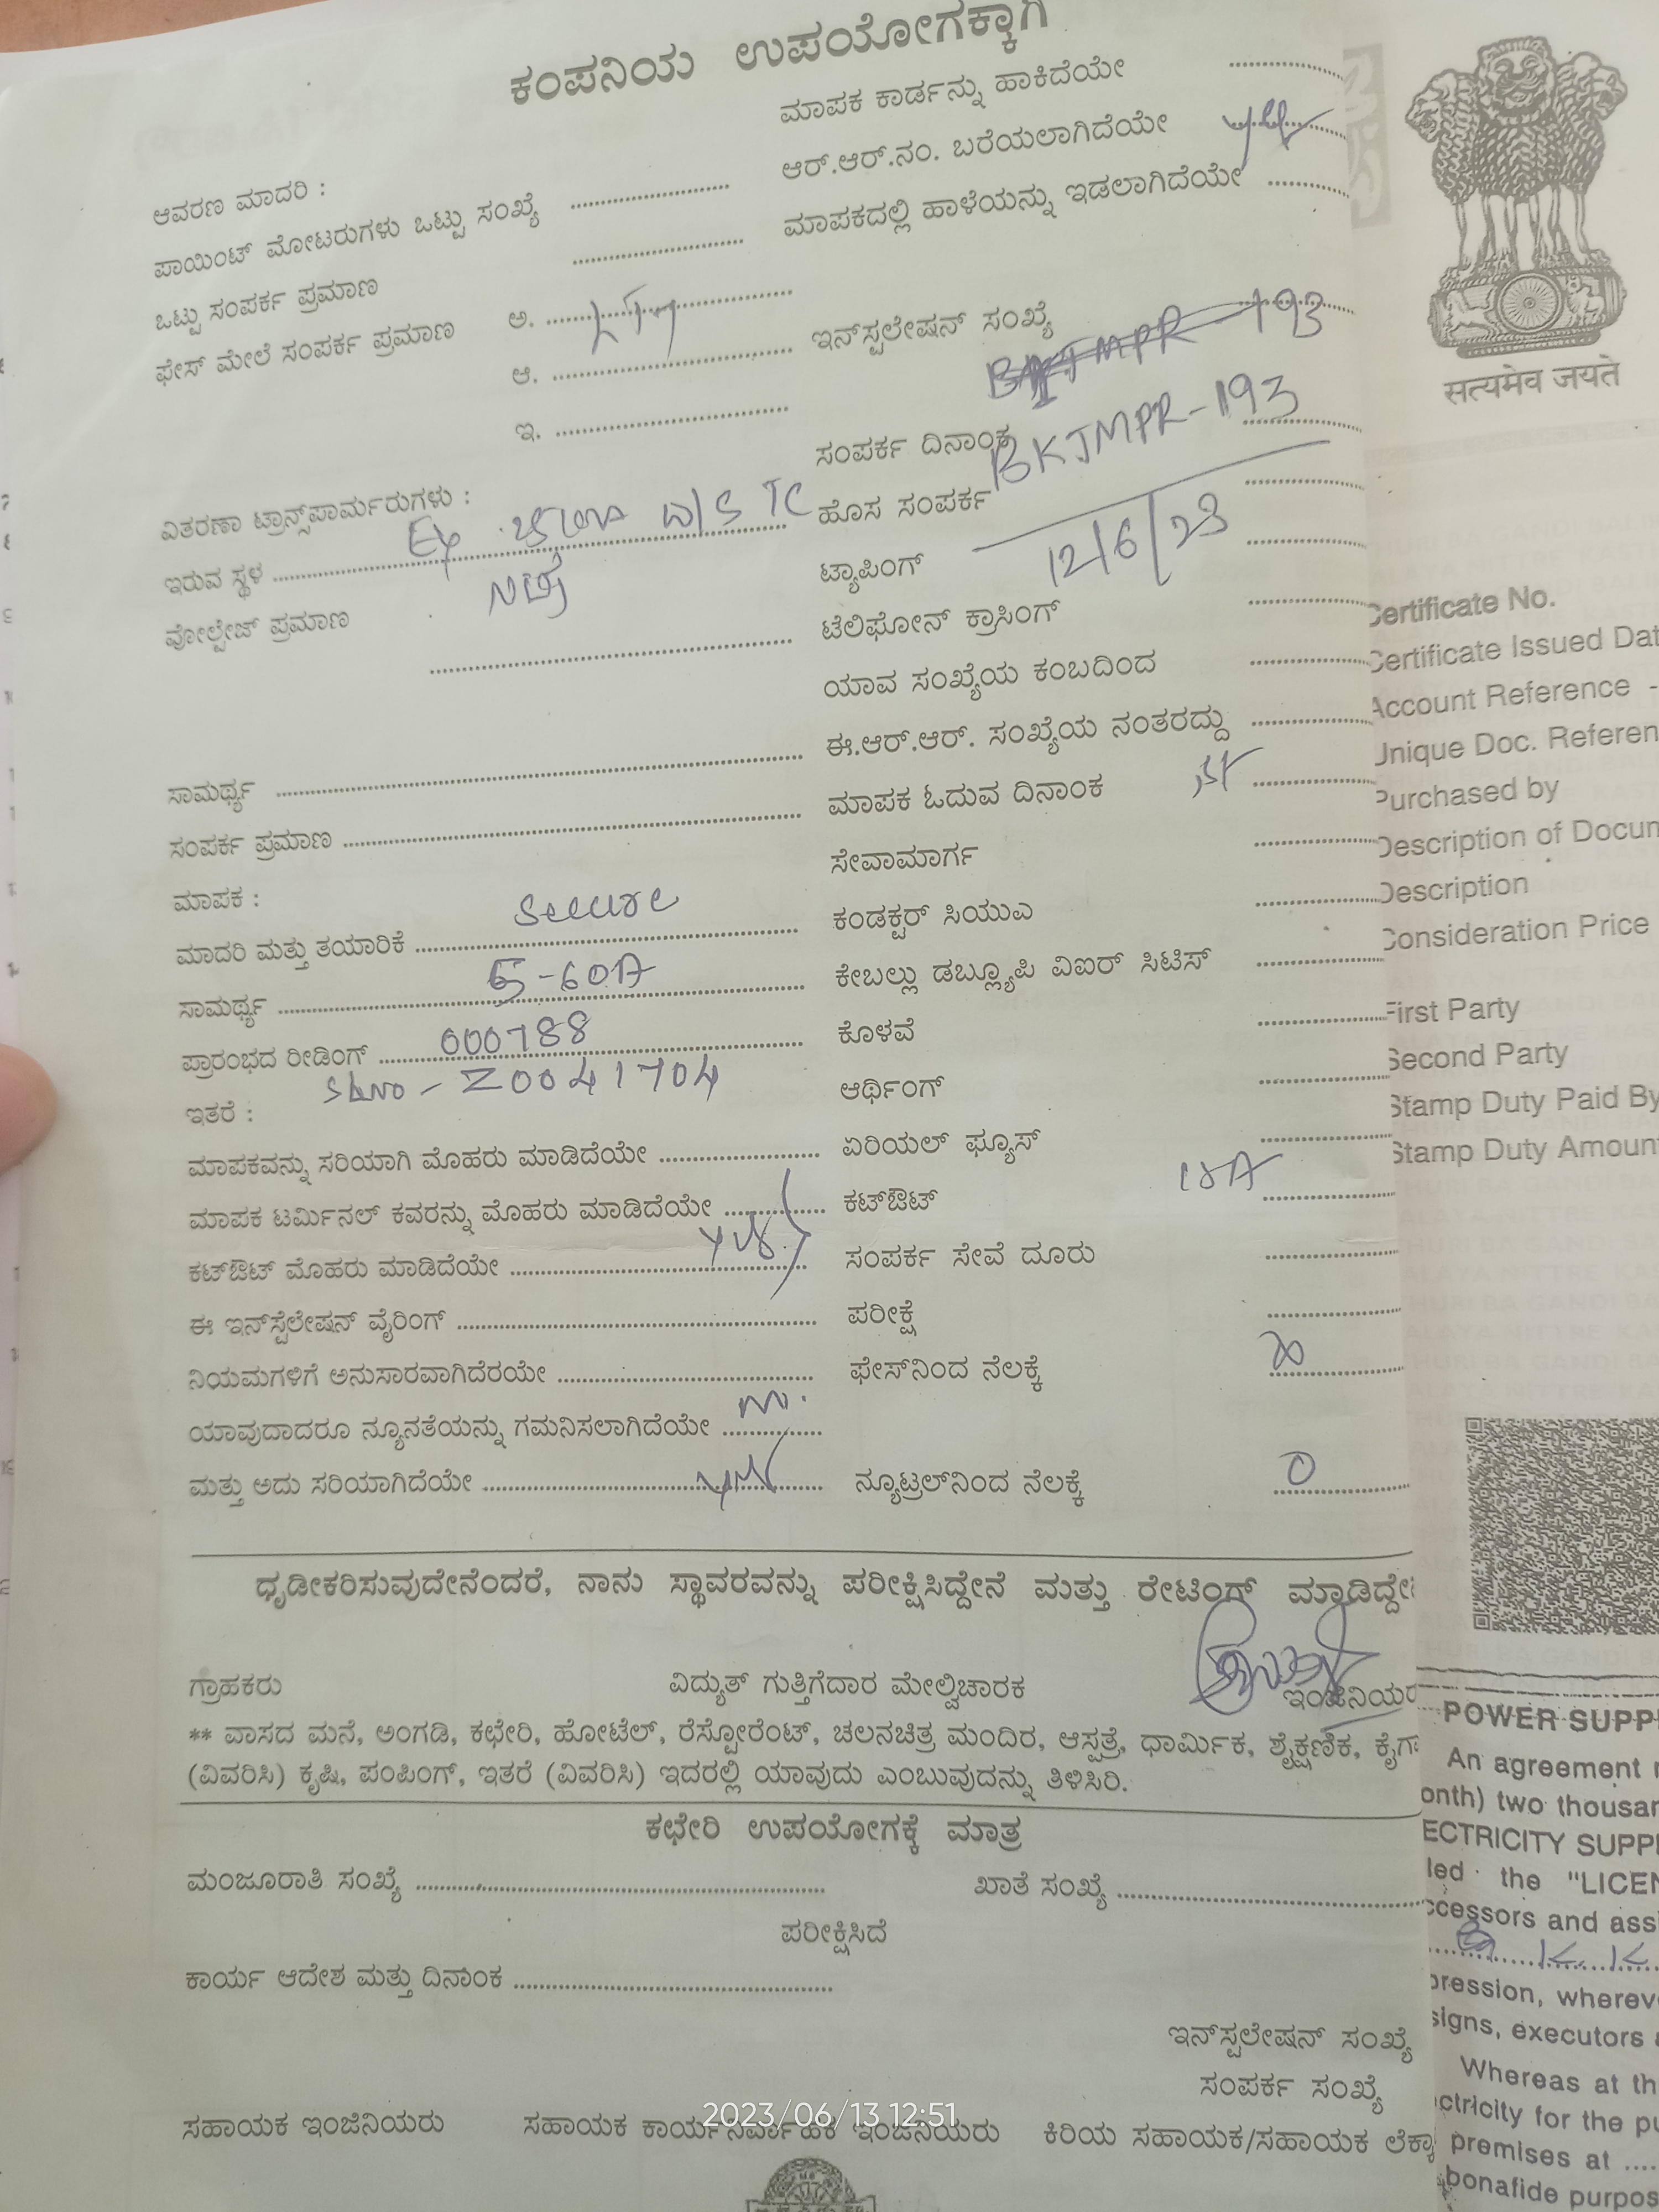 ಕಂಪನಿಯ ಉಪಯೋಗಕ್ಕಾಗಿ
ಆವರಣ ಮಾದರಿ :
ಪಾಯಿಂಟ್ ಮೋಟರುಗಳು ಒಟ್ಟು ಸಂಖ್ಯೆ
ಒಟ್ಟು ಸಂಪರ್ಕ ಪ್ರಮಾಣ
ಫೇಸ್ ಮೇಲೆ ಸಂಪರ್ಕ ಪ್ರಮಾಣ
ಅ.
ಆ.
ಇ.
ವಿತರಣಾ ಟ್ರಾನ್ಸ್‌ಪಾರ್ಮರುಗಳು :
ಇರುವ ಸ್ಥಳ Ex TC
ವೋಲ್ಟೇಜ್ ಪ್ರಮಾಣ
ಸಾಮರ್ಥ್ಯ
ಸಂಪರ್ಕ ಪ್ರಮಾಣ
ಮಾಪಕ :
ಮಾದರಿ ಮತ್ತು ತಯಾರಿಕೆ Secure
ಸಾಮರ್ಥ್ಯ 5-60A
ಪ್ರಾರಂಭದ ರೀಡಿಂಗ್ 000788
SLNO - Z0041704
ಇತರೆ :
ಮಾಪಕವನ್ನು ಸರಿಯಾಗಿ ಮೊಹರು ಮಾಡಿದೆಯೇ
ಮಾಪಕ ಟರ್ಮಿನಲ್ ಕವರನ್ನು ಮೊಹರು ಮಾಡಿದೆಯೇ
ಕಟ್‌ಔಟ್ ಮೊಹರು ಮಾಡಿದೆಯೇ yes
ಈ ಇನ್‌ಸ್ಟೆಲೇಷನ್ ವೈರಿಂಗ್
ನಿಯಮಗಳಿಗೆ ಅನುಸಾರವಾಗಿದೆರಯೇ
ಯಾವುದಾದರೂ ನ್ಯೂನತೆಯನ್ನು ಗಮನಿಸಲಾಗಿದೆಯೇ
ಮತ್ತು ಅದು ಸರಿಯಾಗಿದೆಯೇ yes
ಮಾಪಕ ಕಾರ್ಡನ್ನು ಹಾಕಿದೆಯೇ
ಆರ್.ಆರ್.ನಂ. ಬರೆಯಲಾಗಿದೆಯೇ yes
ಮಾಪಕದಲ್ಲಿ ಹಾಳೆಯನ್ನು ಇಡಲಾಗಿದೆಯೇ
ಇನ್‌ಸ್ಟಲೇಷನ್ ಸಂಖ್ಯೆ
BKJMPR-193
ಸಂಪರ್ಕ ದಿನಾಂಕ
ಹೊಸ ಸಂಪರ್ಕ
12/6/23
ಟ್ಯಾಪಿಂಗ್
ಟೆಲಿಫೋನ್ ಕ್ರಾಸಿಂಗ್
ಯಾವ ಸಂಖ್ಯೆಯ ಕಂಬದಿಂದ
ಈ.ಆರ್.ಆರ್. ಸಂಖ್ಯೆಯ ನಂತರದ್ದು
ಮಾಪಕ ಓದುವ ದಿನಾಂಕ
ಸೇವಾಮಾರ್ಗ
ಕಂಡಕ್ಟರ್ ಸಿಯುಎ
ಕೇಬಲ್ಲು ಡಬ್ಲ್ಯೂಪಿ ವಿಐರ್ ಸಿಟಿಸ್
ಕೊಳವೆ
ಆರ್ಥಿಂಗ್
ಏರಿಯಲ್ ಫ್ಯೂಸ್
ಕಟ್‌ಔಟ್
ಸಂಪರ್ಕ ಸೇವೆ ದೂರು
ಪರೀಕ್ಷೆ
ಫೇಸ್‌ನಿಂದ ನೆಲಕ್ಕೆ
ನ್ಯೂಟ್ರಲ್‌ನಿಂದ ನೆಲಕ್ಕೆ 0
ಧೃಡೀಕರಿಸುವುದೇನೆಂದರೆ, ನಾನು ಸ್ಥಾವರವನ್ನು ಪರೀಕ್ಷಿಸಿದ್ದೇನೆ ಮತ್ತು ರೇಟಿಂಗ್ ಮಾಡಿದ್ದೇ
ಗ್ರಾಹಕರು ವಿದ್ಯುತ್ ಗುತ್ತಿಗೆದಾರ ಮೇಲ್ವಿಚಾರಕ ಇಂಜಿನಿಯರ
** ವಾಸದ ಮನೆ, ಅಂಗಡಿ, ಕಛೇರಿ, ಹೋಟೆಲ್, ರೆಸ್ಟೋರೆಂಟ್, ಚಲನಚಿತ್ರ ಮಂದಿರ, ಆಸ್ಪತ್ರೆ, ಧಾರ್ಮಿಕ, ಶೈಕ್ಷಣಿಕ, ಕೈಗಾ
(ವಿವರಿಸಿ) ಕೃಷಿ, ಪಂಪಿಂಗ್, ಇತರೆ (ವಿವರಿಸಿ) ಇದರಲ್ಲಿ ಯಾವುದು ಎಂಬುವುದನ್ನು ತಿಳಿಸಿರಿ.
ಕಛೇರಿ ಉಪಯೋಗಕ್ಕೆ ಮಾತ್ರ
ಮಂಜೂರಾತಿ ಸಂಖ್ಯೆ ಖಾತೆ ಸಂಖ್ಯೆ
ಪರೀಕ್ಷಿಸಿದೆ
ಕಾರ್ಯ ಆದೇಶ ಮತ್ತು ದಿನಾಂಕ
ಇನ್‌ಸ್ಟಲೇಷನ್ ಸಂಖ್ಯೆ
ಸಂಪರ್ಕ ಸಂಖ್ಯೆ
2023/06/13 12:51
ಸಹಾಯಕ ಇಂಜಿನಿಯರು ಸಹಾಯಕ ಕಾರ್ಯನಿರ್ವಾಹಕ ಇಂಜಿನಿಯರು ಕಿರಿಯ ಸಹಾಯಕ/ಸಹಾಯಕ ಲೆಕ್ಕಾ
सत्यमेव जयते
Certificate No.
Certificate Issued Dat
Account Reference -
Unique Doc. Referen
Purchased by
Description of Docum
Description
Consideration Price
First Party
Second Party
Stamp Duty Paid By
Stamp Duty Amoun
POWER SUPP
An agreement
onth) two thousan
ECTRICITY SUPP
led the "LICEN
ccessors and assi
K. K.
pression, wherev
signs, executors
Whereas at th
ctricity for the pu
premises at ....
bonafide purpos